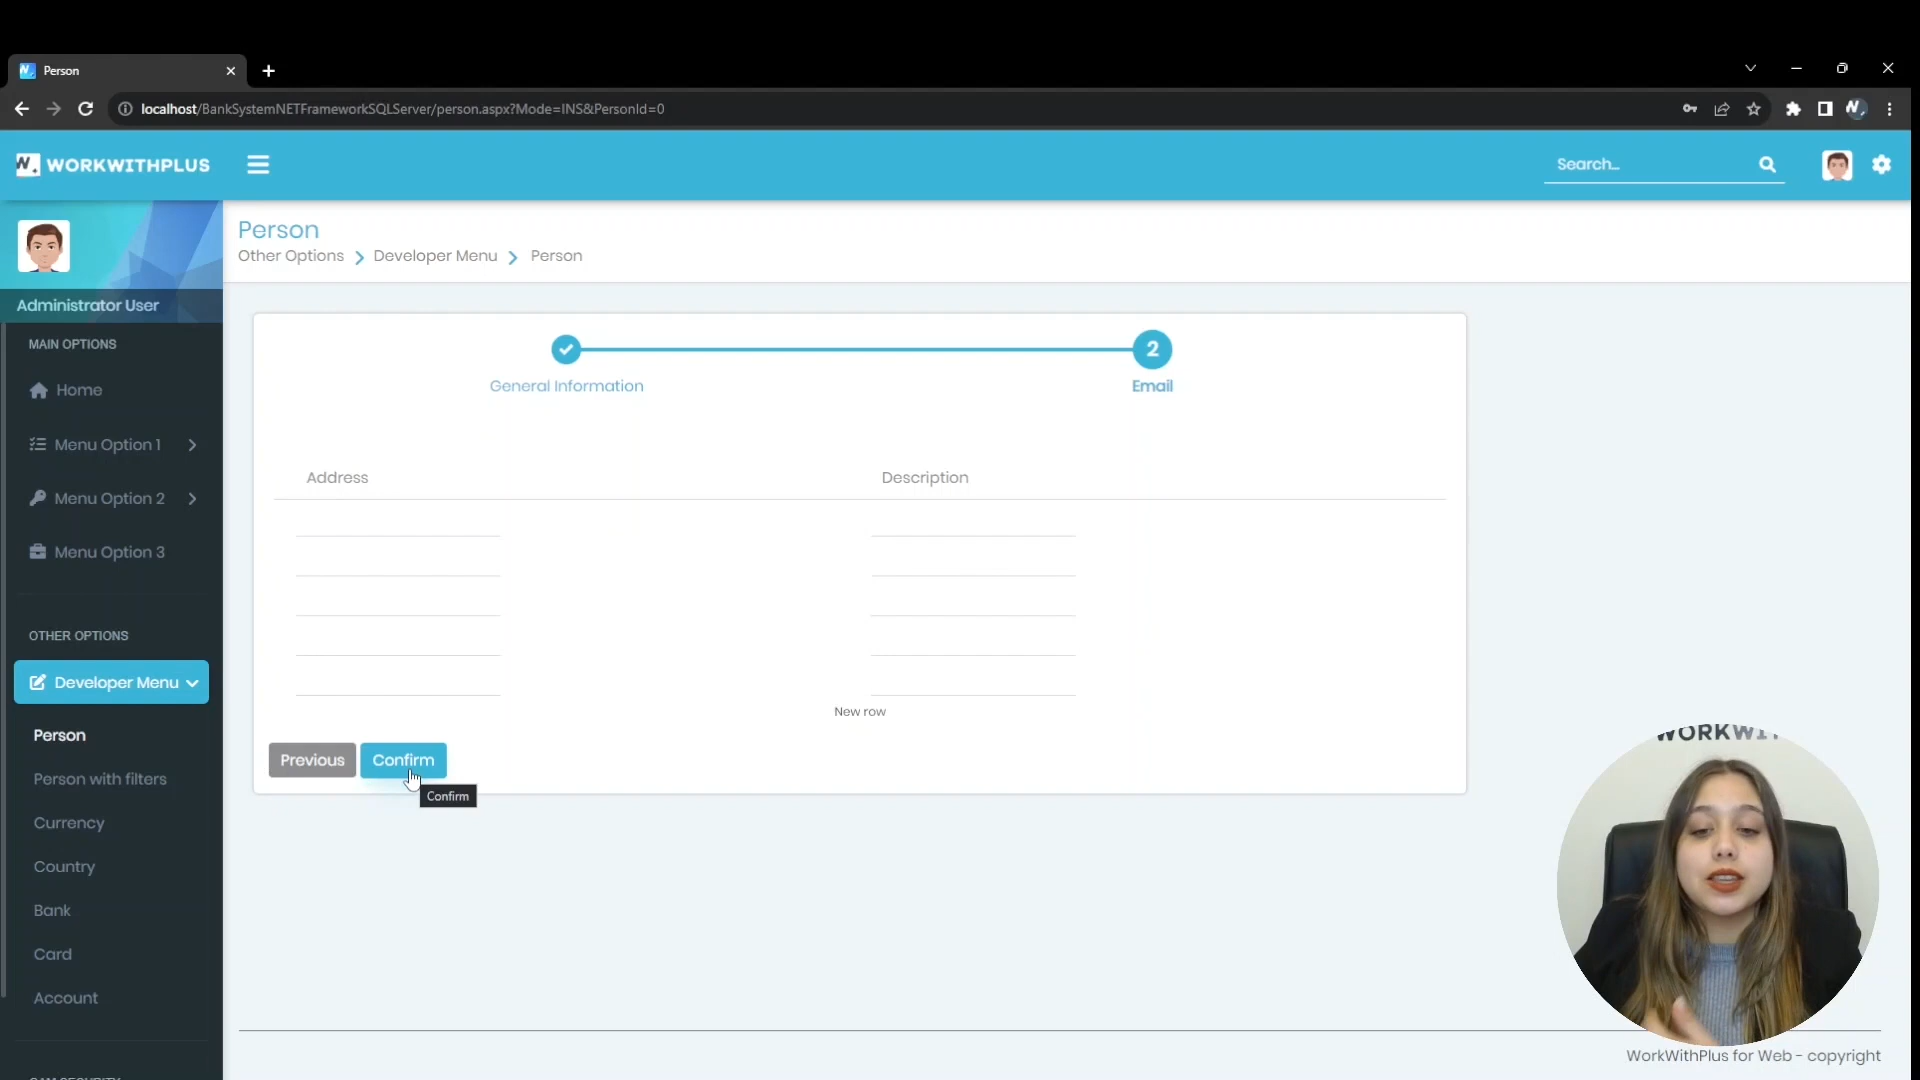 Person
localhost/BankSystemNETFrameworkSQLServer/person.aspx?Mode=INS&PersonId=0
W. WORKWITHPLUS
Search...
Administrator User
MAIN OPTIONS
Home
Menu Option 1
Menu Option 2
Menu Option 3
OTHER OPTIONS
Developer Menu
Person
Person with filters
Currency
Country
Bank
Card
Account
Person
Other Options > Developer Menu > Person
2
General Information
Email
Address
Description
New row
Previous
Confirm
Confirm
WorkWithPlus for Web - copyright